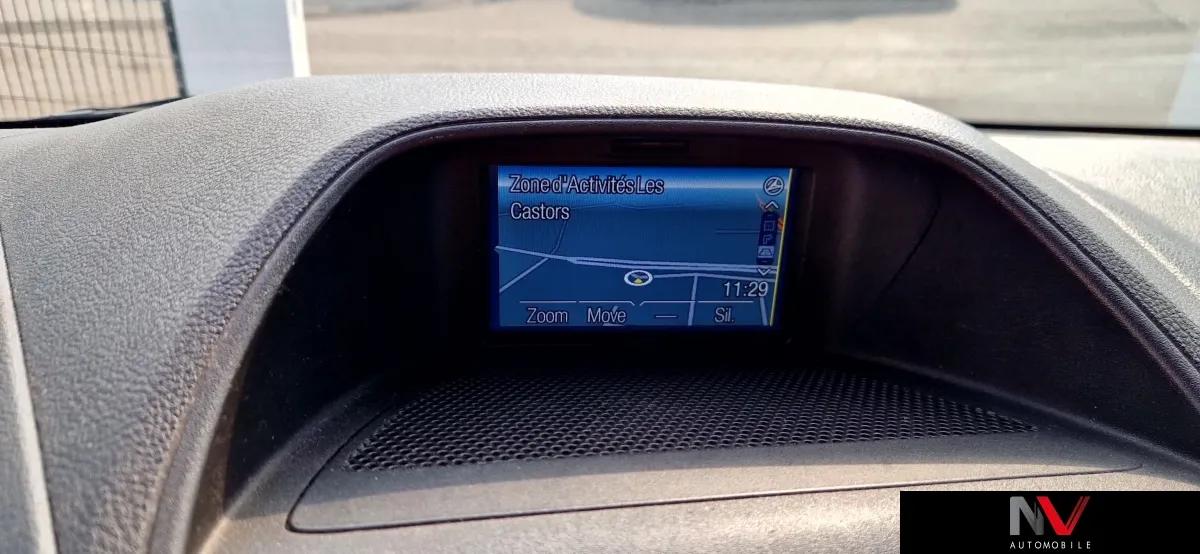 Zone d'Activités Les
Castors
11:29
Zoom Move — Sil.
NV
AUTOMOBILE